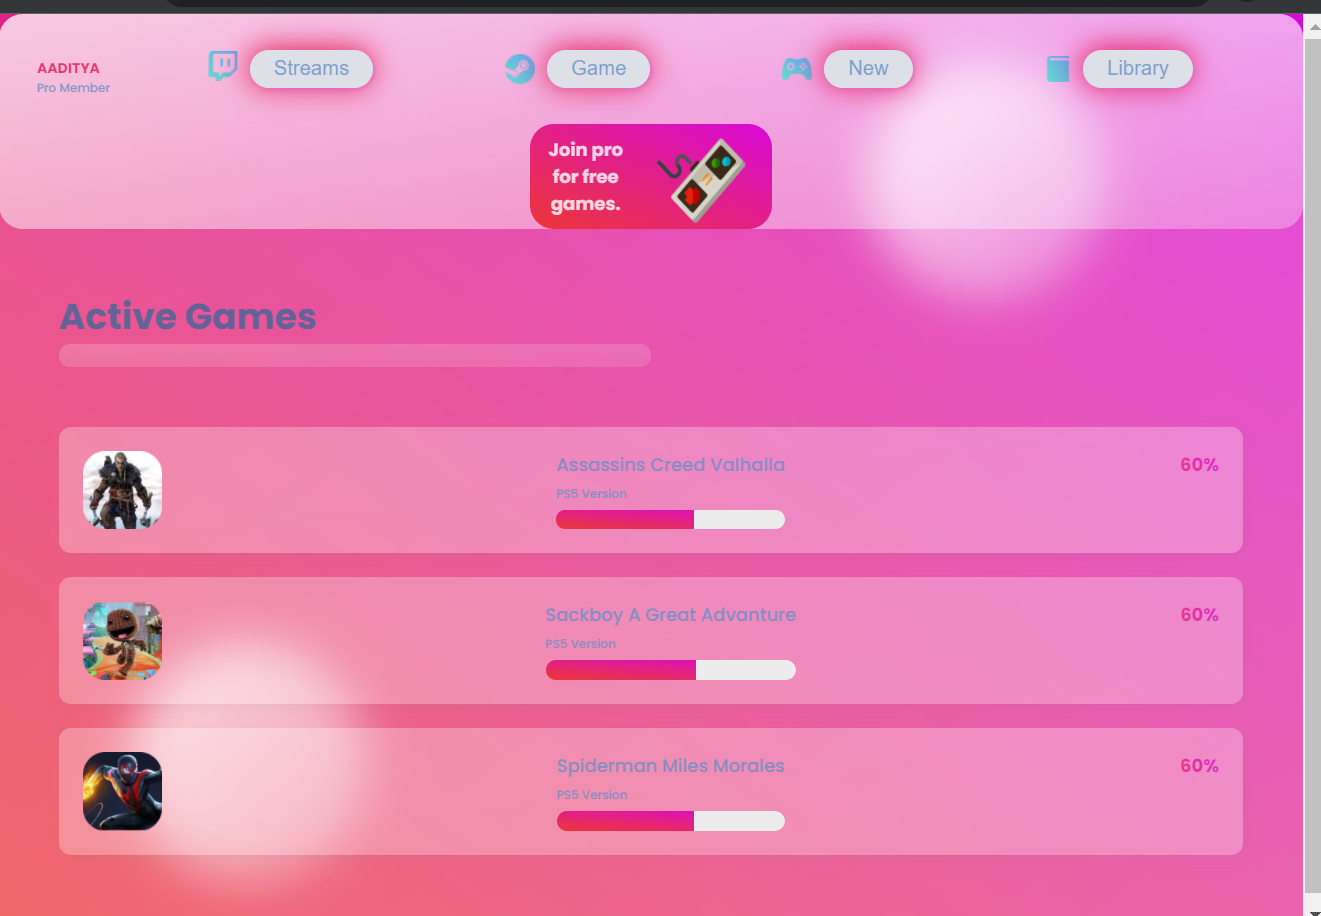 AADITYA
Pro Member
Streams
Game
New
Library
Join pro
for free
games.
Active Games
Assassins Creed Valhalla
60%
PS5 Version
Sackboy A Great Advanture
60%
PS5 Version
Spiderman Miles Morales
60%
PS5 Version